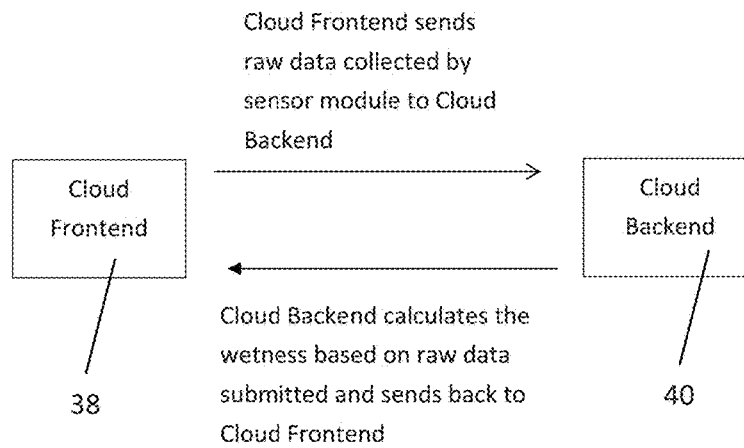 Cloud Frontend sends
raw data collected by
sensor module to Cloud
Backend
Cloud
Frontend
Cloud
Backend
Cloud Backend calculates the
wetness based on raw data
submitted and sends back to
Cloud Frontend
38
40